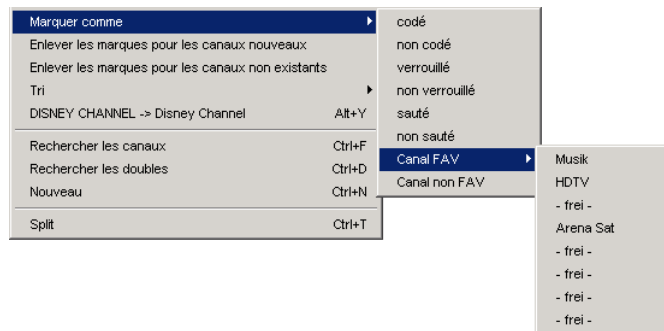 Marquer comme
Enlever les marques pour les canaux nouveaux
Enlever les marques pour les canaux non existants
Tri
DISNEY CHANNEL -> Disney Channel Alt+Y
Rechercher les canaux Ctrl+F
Rechercher les doubles Ctrl+D
Nouveau Ctrl+N
Split Ctrl+T
codé
non codé
verrouillé
non verrouillé
sauté
non sauté
Canal FAV
Canal non FAV
Musik
HDTV
- frei -
Arena Sat
- frei -
- frei -
- frei -
- frei -